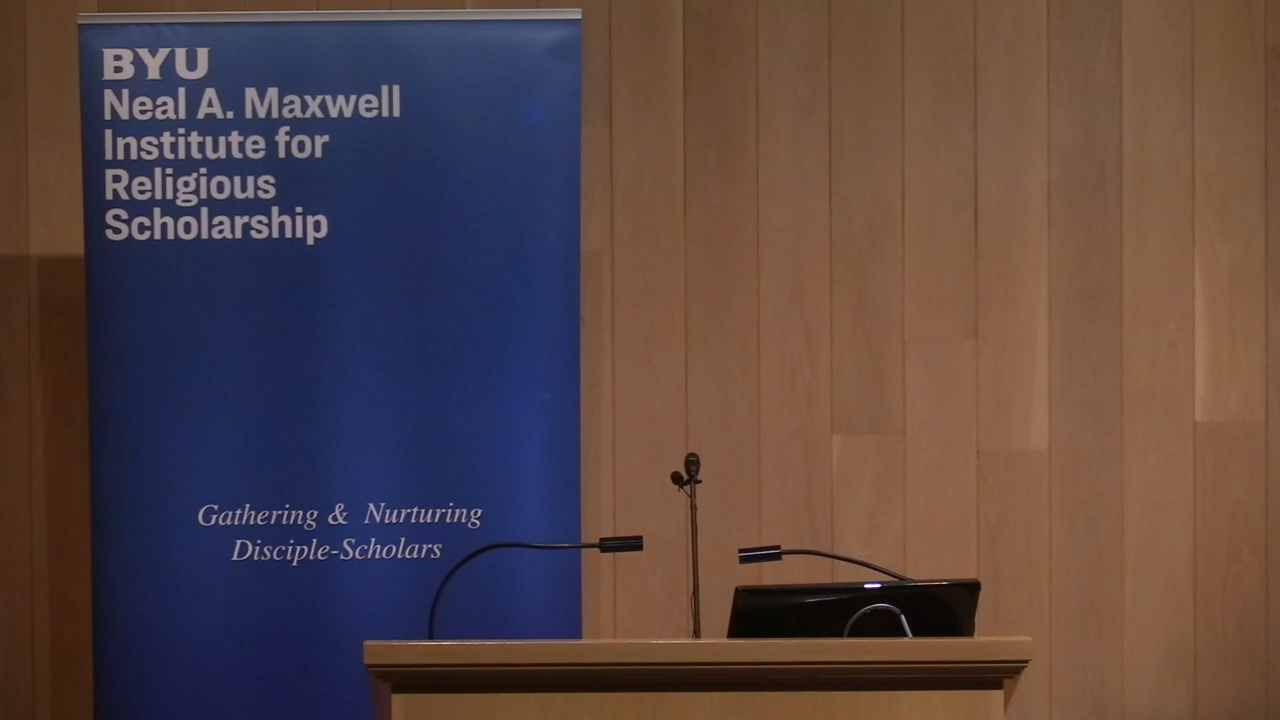 BYU
Neal A. Maxwell
Institute for
Religious
Scholarship
Gathering & Nurturing
Disciple-Scholars